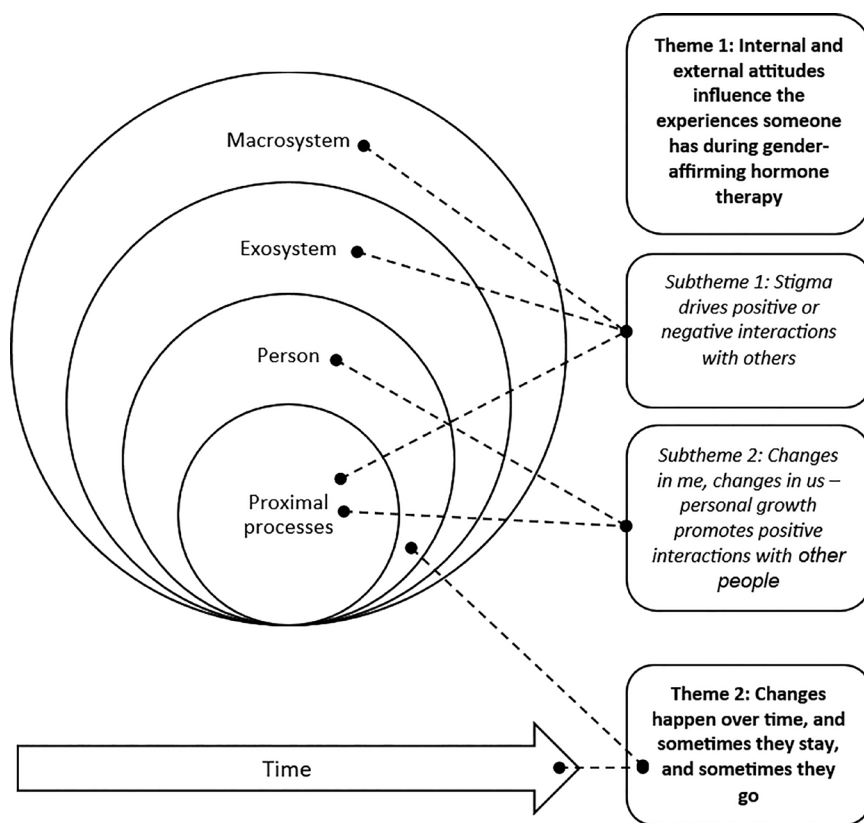 Macrosystem
Exosystem
Person
Proximal
processes
Time
Theme 1: Internal and
external attitudes
influence the
experiences someone
has during gender-
affirming hormone
therapy
Subtheme 1: Stigma
drives positive or
negative interactions
with others
Subtheme 2: Changes
in me, changes in us –
personal growth
promotes positive
interactions with other
people
Theme 2: Changes
happen over time, and
sometimes they stay,
and sometimes they
go